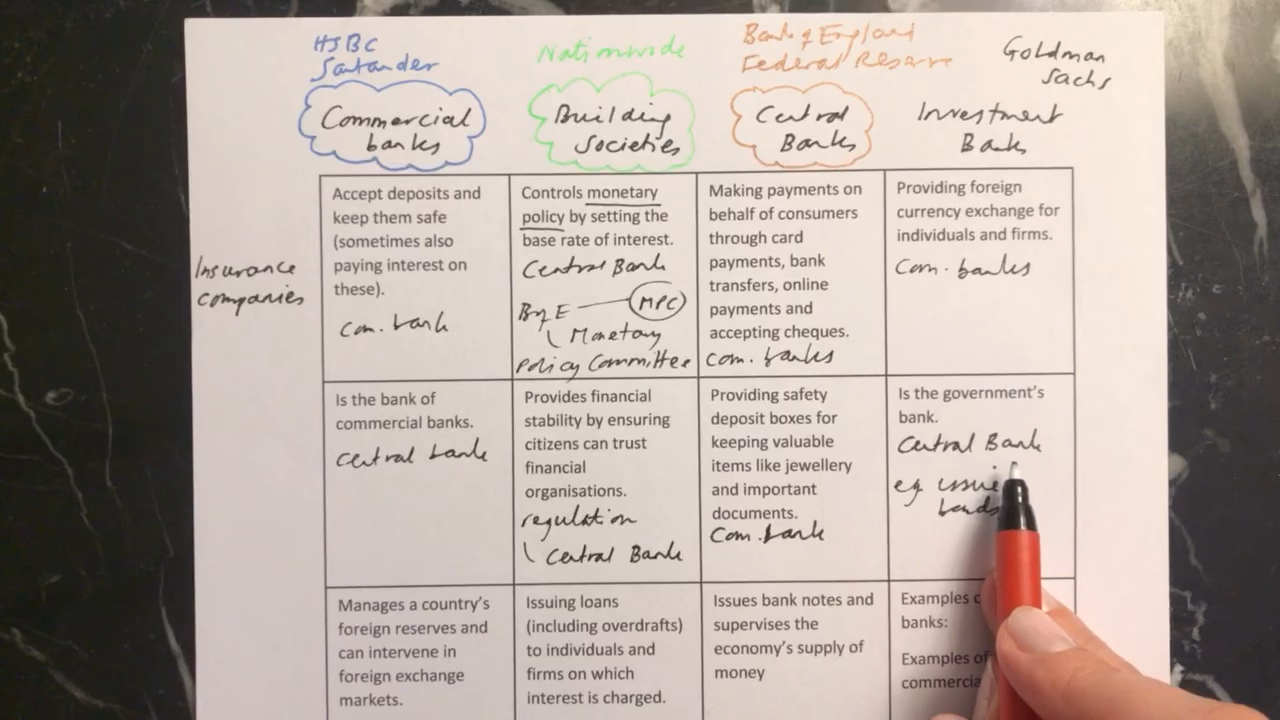 HSBC
Santander
Nationwide
Bank of England
Federal Reserve
Goldman
Sachs
Commercial
banks
Building
Societies
Central
Banks
Investment
Banks
Insurance
companies
Accept deposits and
keep them safe
(sometimes also
paying interest on
these).
Com. bank
Controls monetary
policy by setting the
base rate of interest.
Central Bank
BofE MPC
Monetary
Policy Committee
Making payments on
behalf of consumers
through card
payments, bank
transfers, online
payments and
accepting cheques.
Com. banks
Providing foreign
currency exchange for
individuals and firms.
Com. banks
Is the bank of
commercial banks.
Central bank
Provides financial
stability by ensuring
citizens can trust
financial
organisations.
regulation
Central Bank
Providing safety
deposit boxes for
keeping valuable
items like jewellery
and important
documents.
Com. bank
Is the government's
bank.
Central Bank
eg issue
bonds
Manages a country's
foreign reserves and
can intervene in
foreign exchange
markets.
Issuing loans
(including overdrafts)
to individuals and
firms on which
interest is charged.
Issues bank notes and
supervises the
economy's supply of
money
Examples
banks:
Examples of